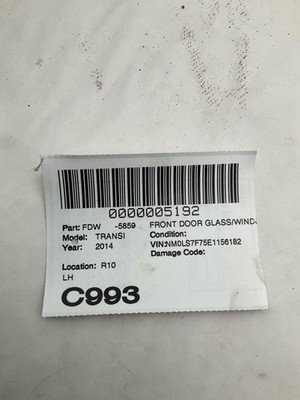 0000005192
Part: FDW -5859 FRONT DOOR GLASS/WIND
Model: TRANSI Condition:
Year: 2014 VIN:NM0LS7F75E1156182
Damage Code:
Location: R10
LH
C993